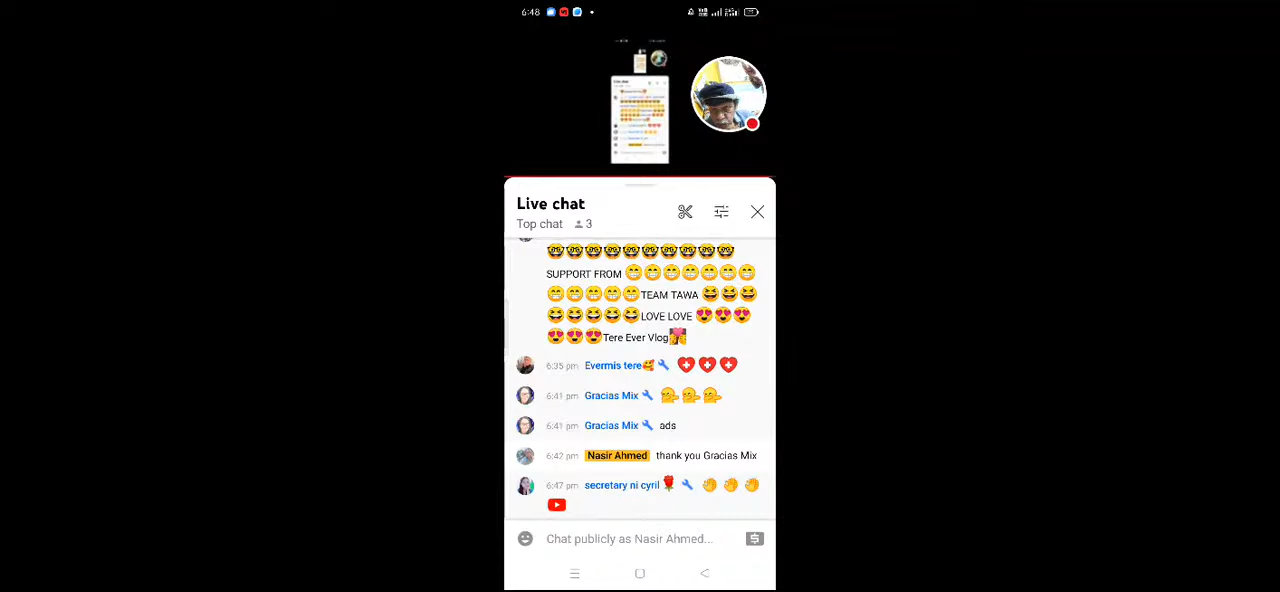 6:48
Live chat
Top chat 3
SUPPORT FROM
TEAM TAWA
LOVE LOVE
Tere Ever Vlog
6:35 pm Evermis tere
6:41 pm Gracias Mix
6:41 pm Gracias Mix ads
6:42 pm Nasir Ahmed thank you Gracias Mix
6:47 pm secretary ni cyril
Chat publicly as Nasir Ahmed...